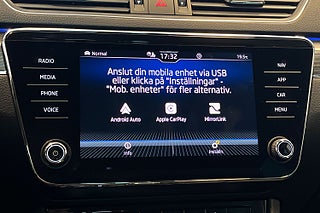 Normal
17:32
19.5°c
Anslut din mobila enhet via USB
eller klicka på "Inställningar" -
"Mob. enheter" för fler alternativ.
Android Auto
Apple CarPlay
MirrorLink
Info
Inställn.
RADIO
MEDIA
PHONE
VOICE
NAV
APP
CAR
MENU